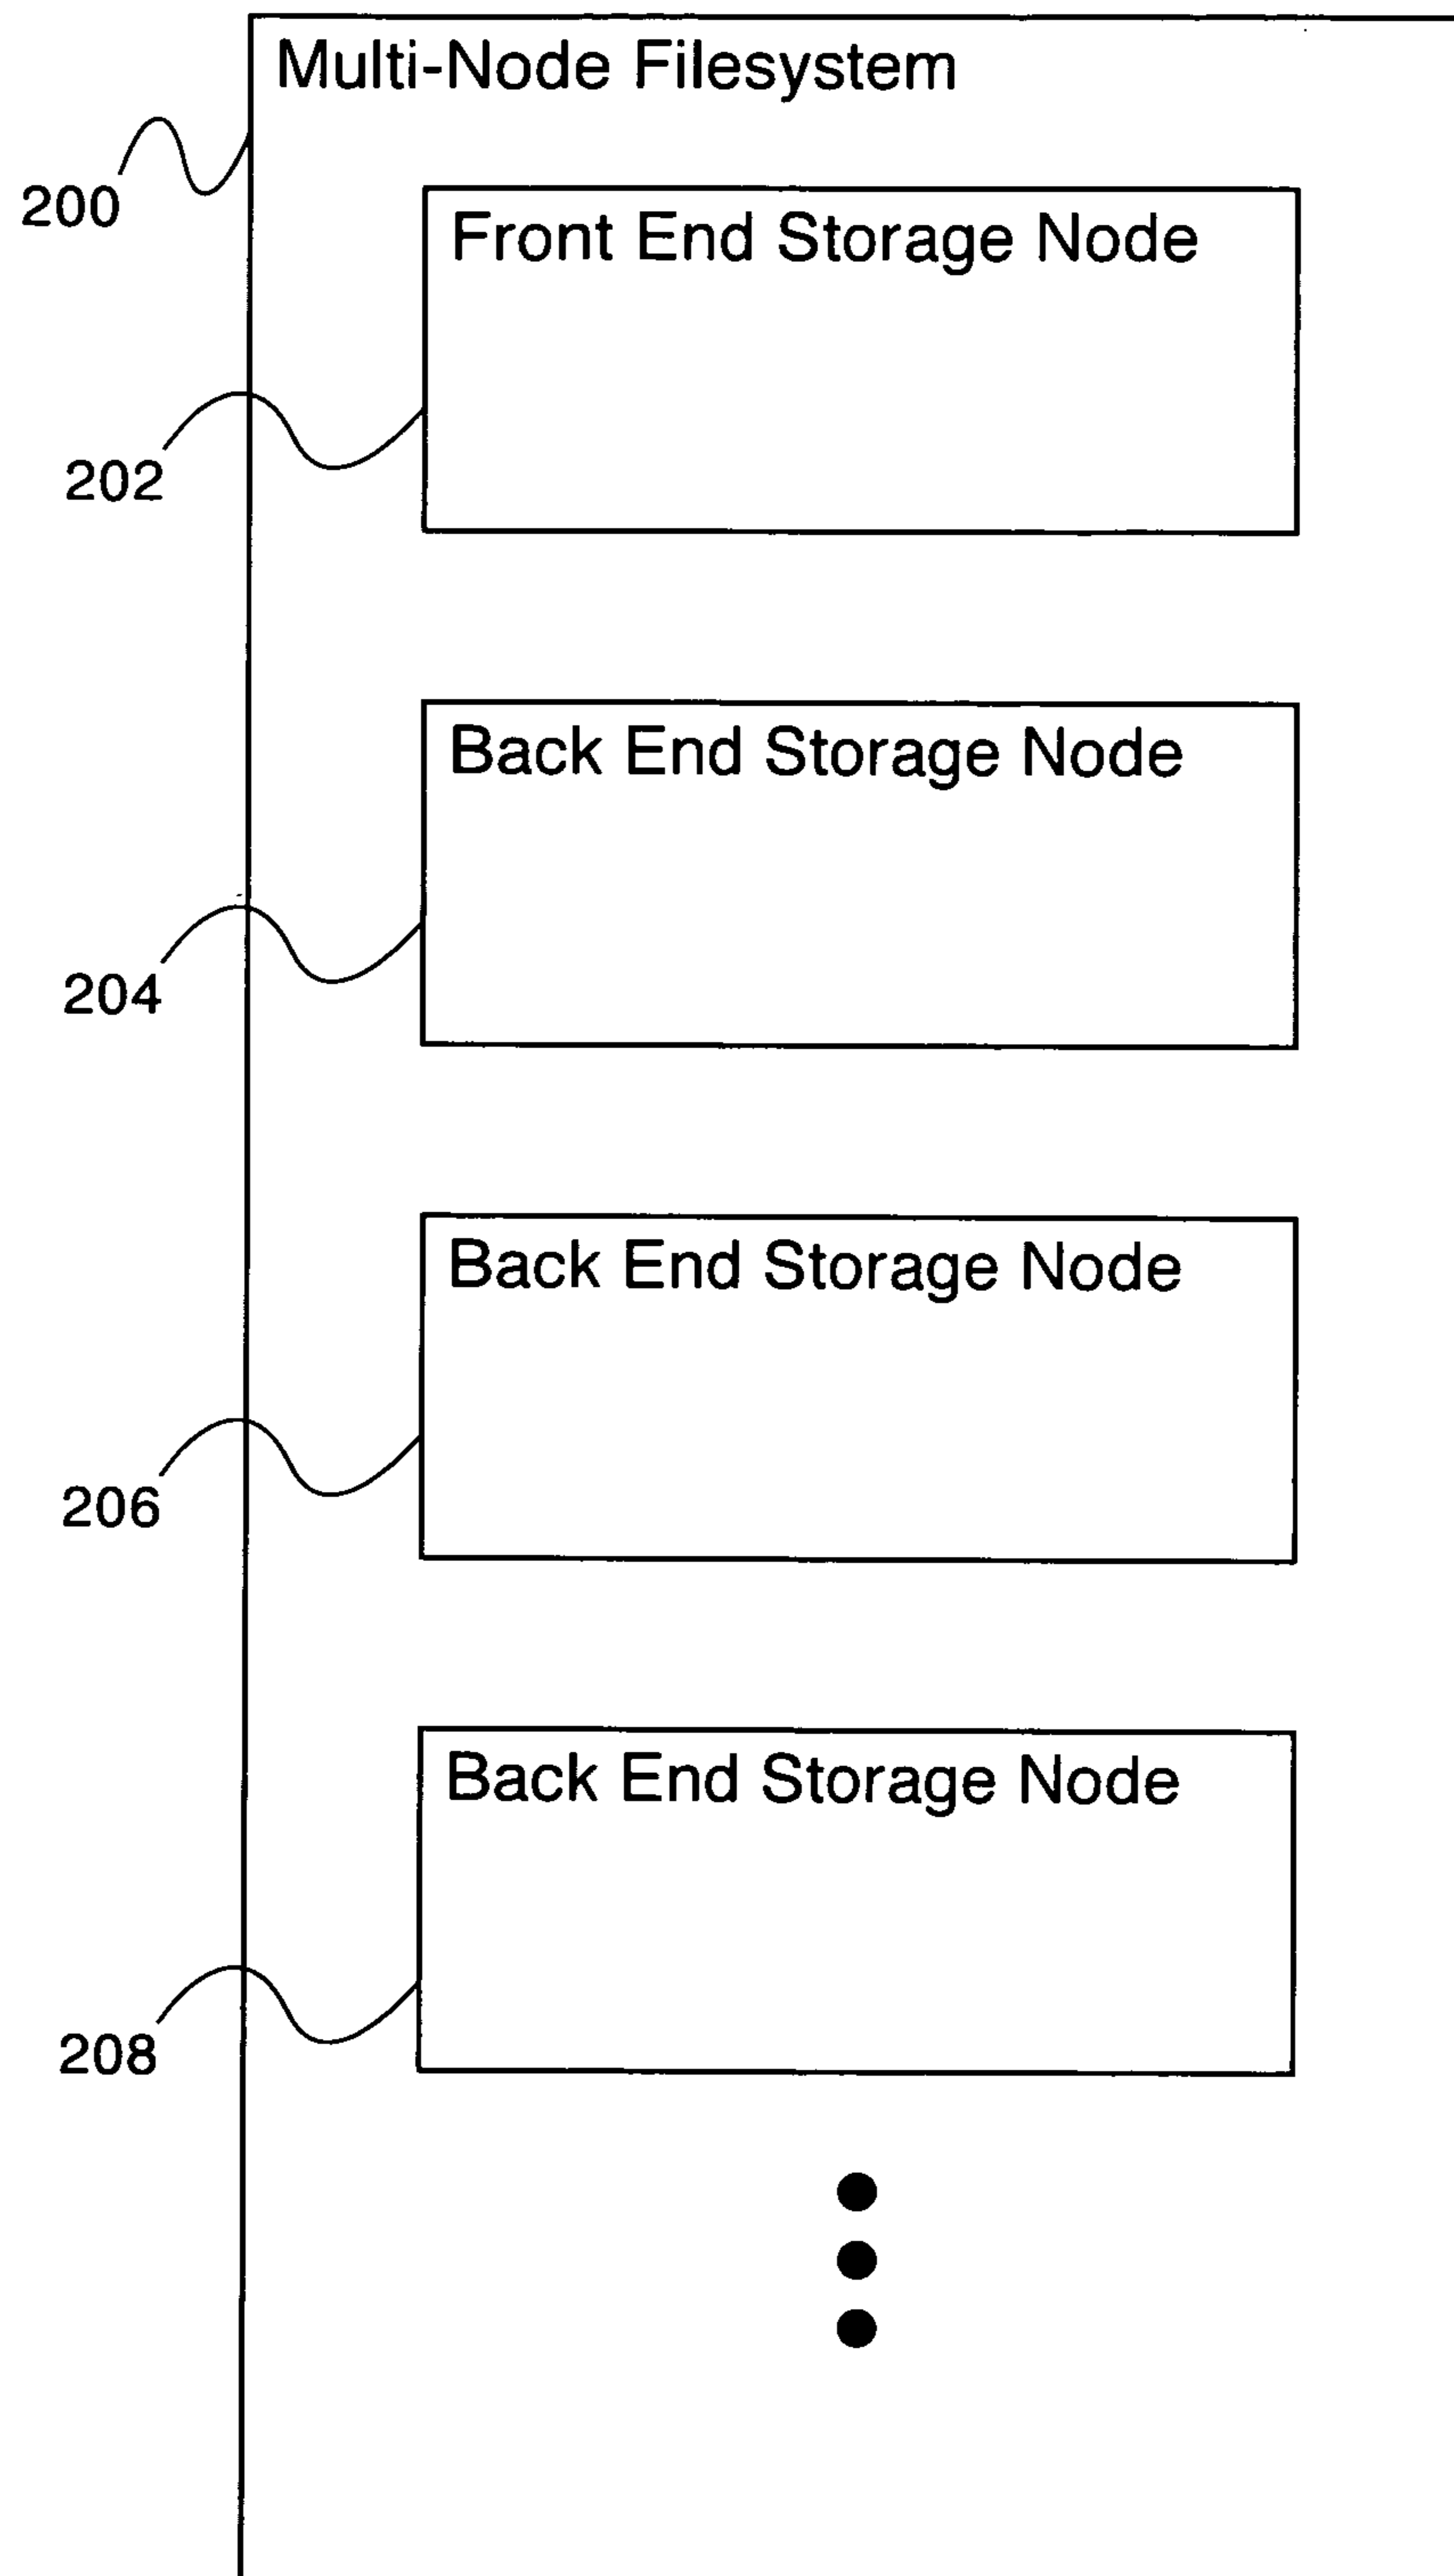 Multi-Node Filesystem
200
Front End Storage Node
202
Back End Storage Node
204
Back End Storage Node
206
Back End Storage Node
208